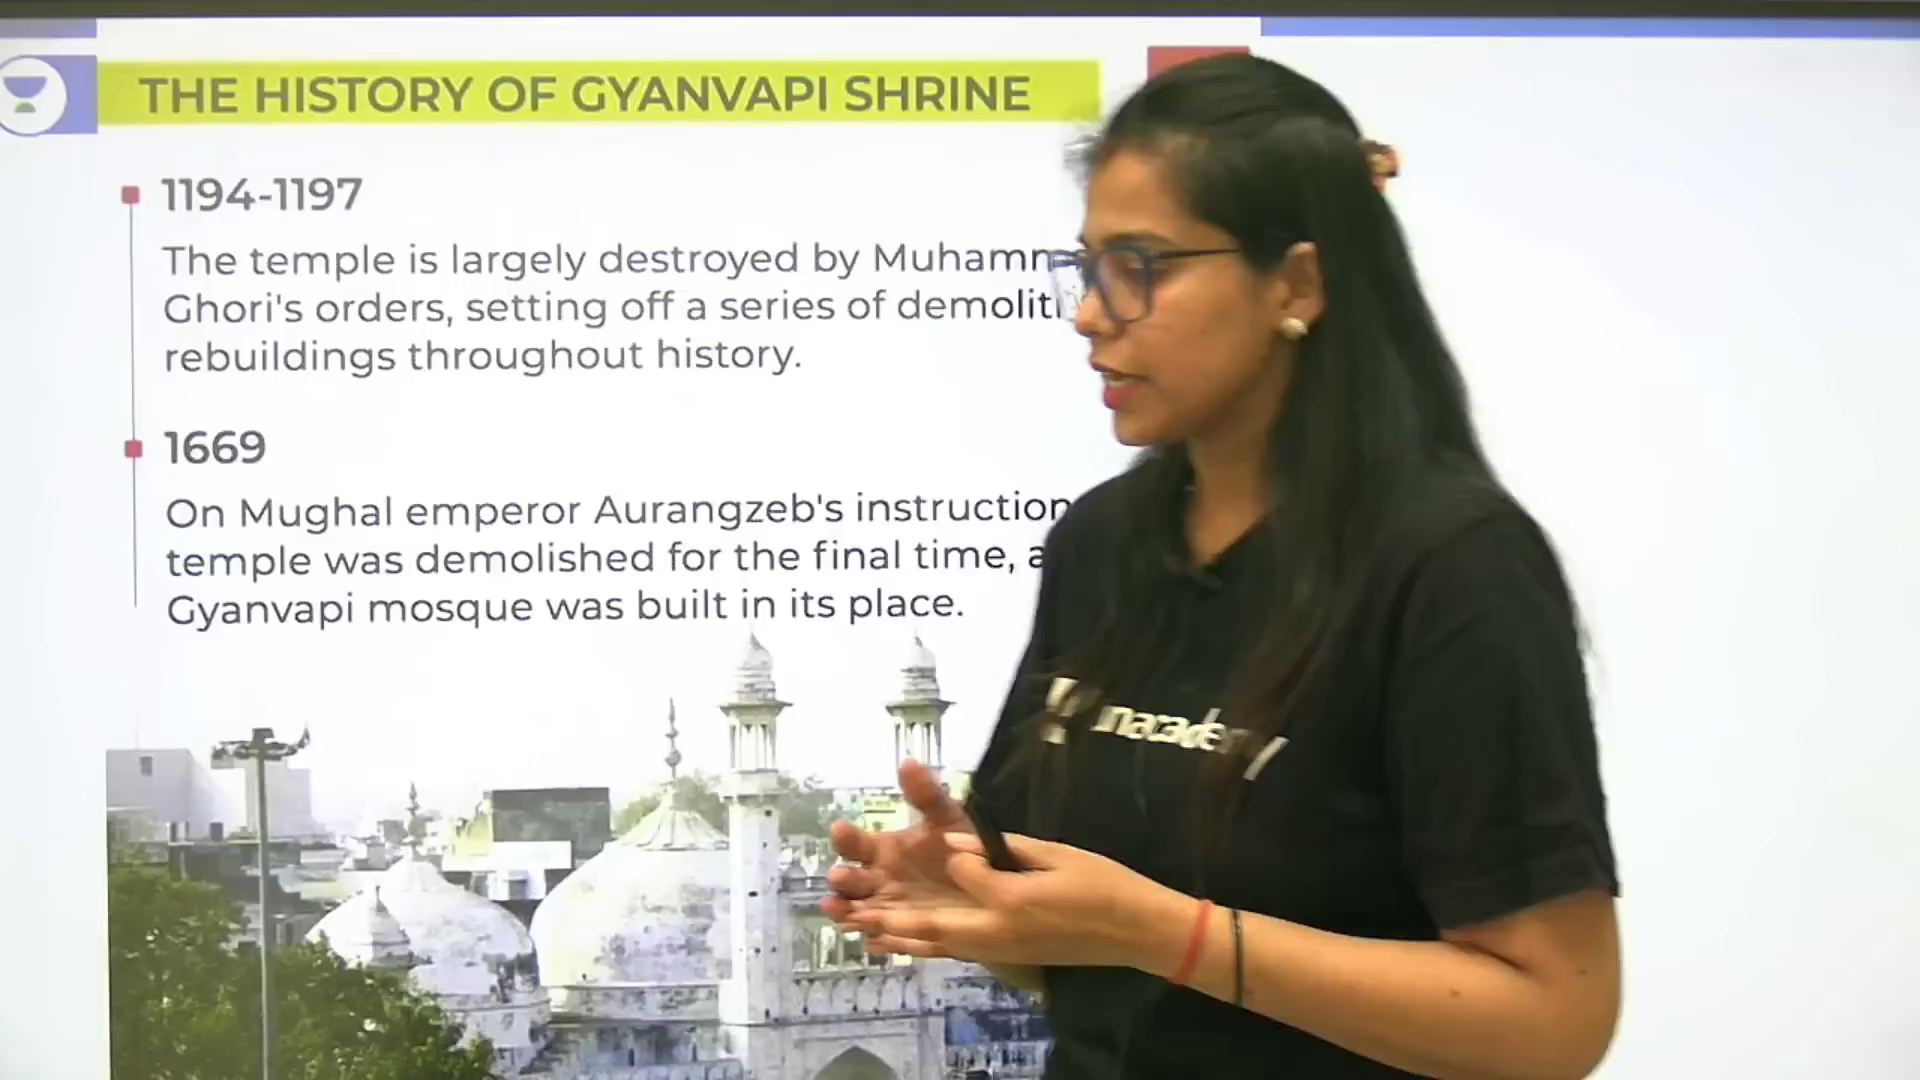 THE HISTORY OF GYANVAPI SHRINE
1194-1197
The temple is largely destroyed by
Ghori's orders, setting off a series of
rebuildings throughout history.
1669
On Mughal emperor Aurangzeb's instruction
temple was demolished for the final time,
Gyanvapi mosque was built in its place.
unacademy